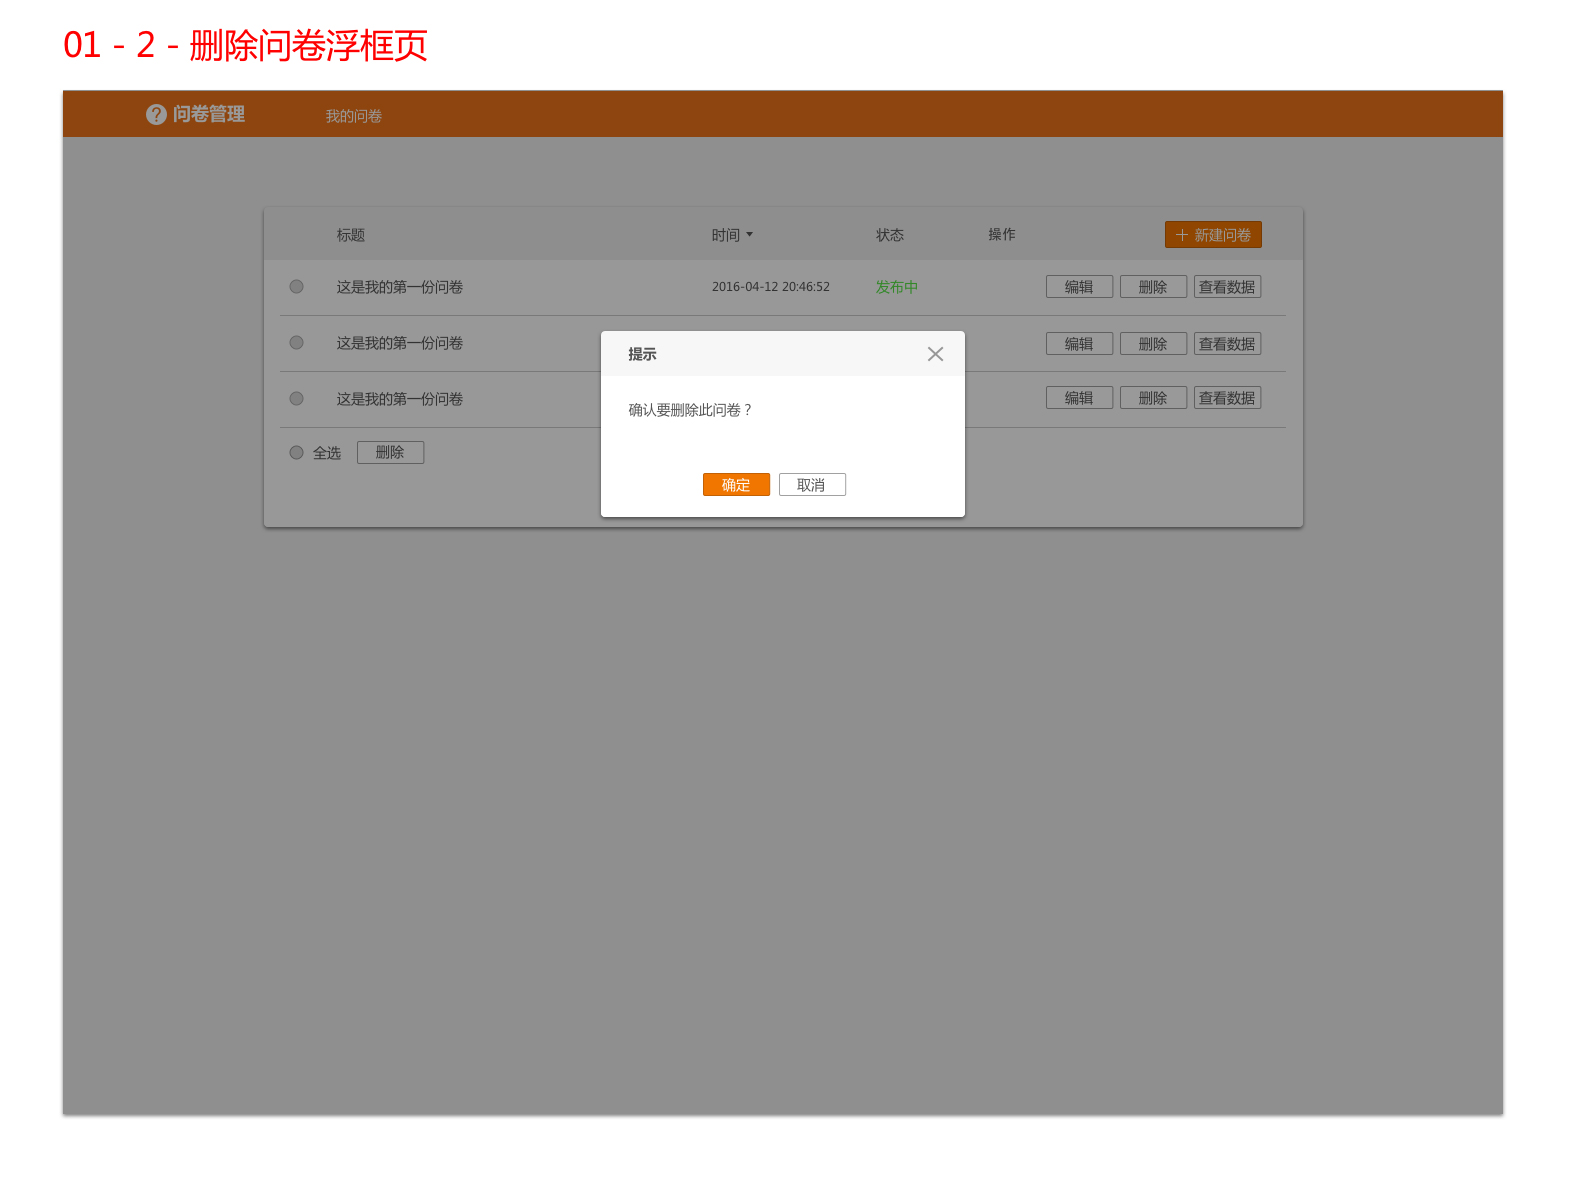 01 - 2 - 删除问卷浮框页
问卷管理 我的问卷
标题 时间 状态 操作 新建问卷
这是我的第一份问卷 2016-04-12 20:46:52 发布中 编辑 删除 查看数据
这是我的第一份问卷 编辑 删除 查看数据
提示
这是我的第一份问卷 编辑 删除 查看数据
确认要删除此问卷？
全选 删除
确定 取消